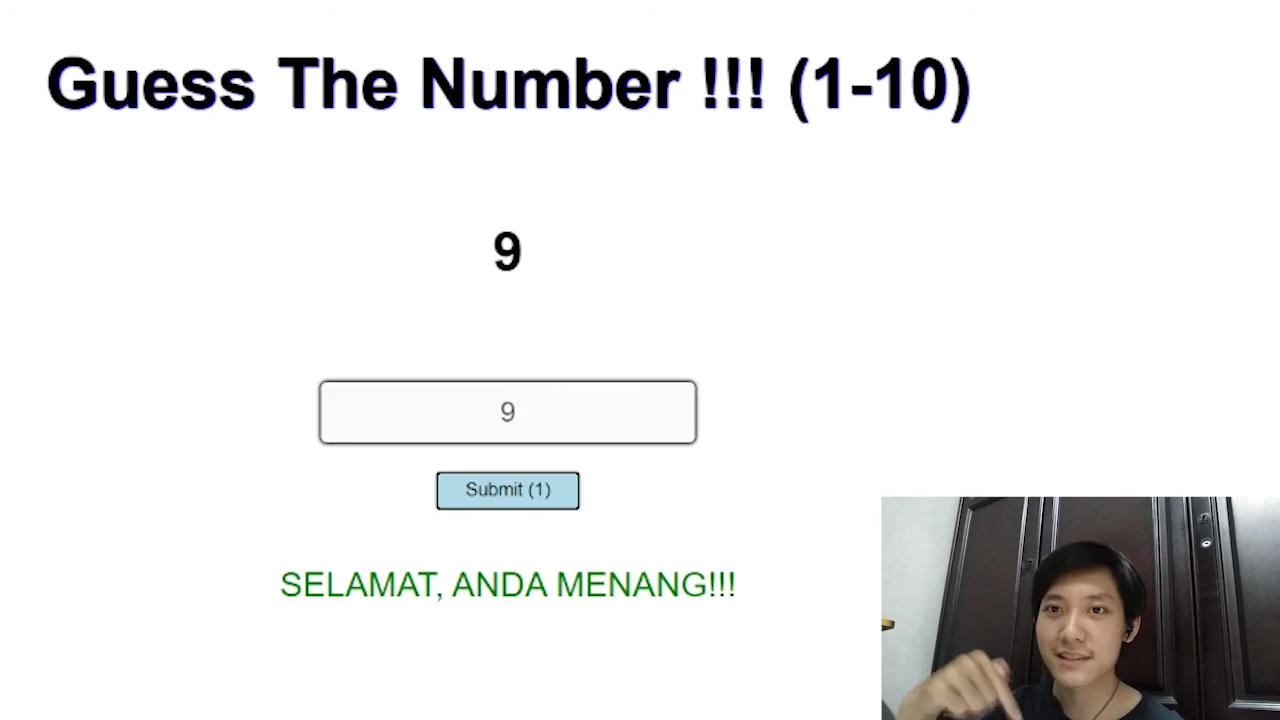 Guess The Number !!! (1-10)
9
9
Submit (1)
SELAMAT, ANDA MENANG!!!